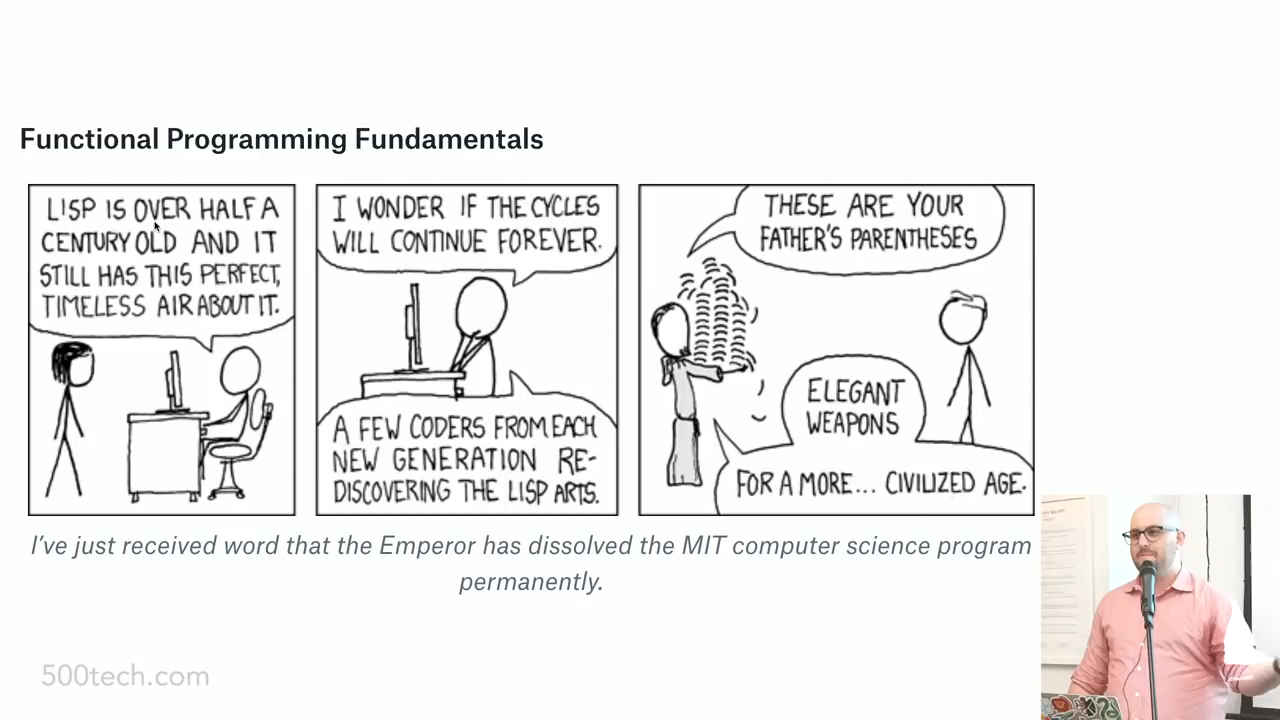 Functional Programming Fundamentals
LISP IS OVER HALF A
CENTURY OLD AND IT
STILL HAS THIS PERFECT,
TIMELESS AIR ABOUT IT.
I WONDER IF THE CYCLES
WILL CONTINUE FOREVER.
A FEW CODERS FROM EACH
NEW GENERATION RE-
DISCOVERING THE LISP ARTS.
THESE ARE YOUR
FATHER'S PARENTHESES
ELEGANT
WEAPONS
FOR A MORE... CIVILIZED AGE.
I've just received word that the Emperor has dissolved the MIT computer science program
permanently.
500tech.com